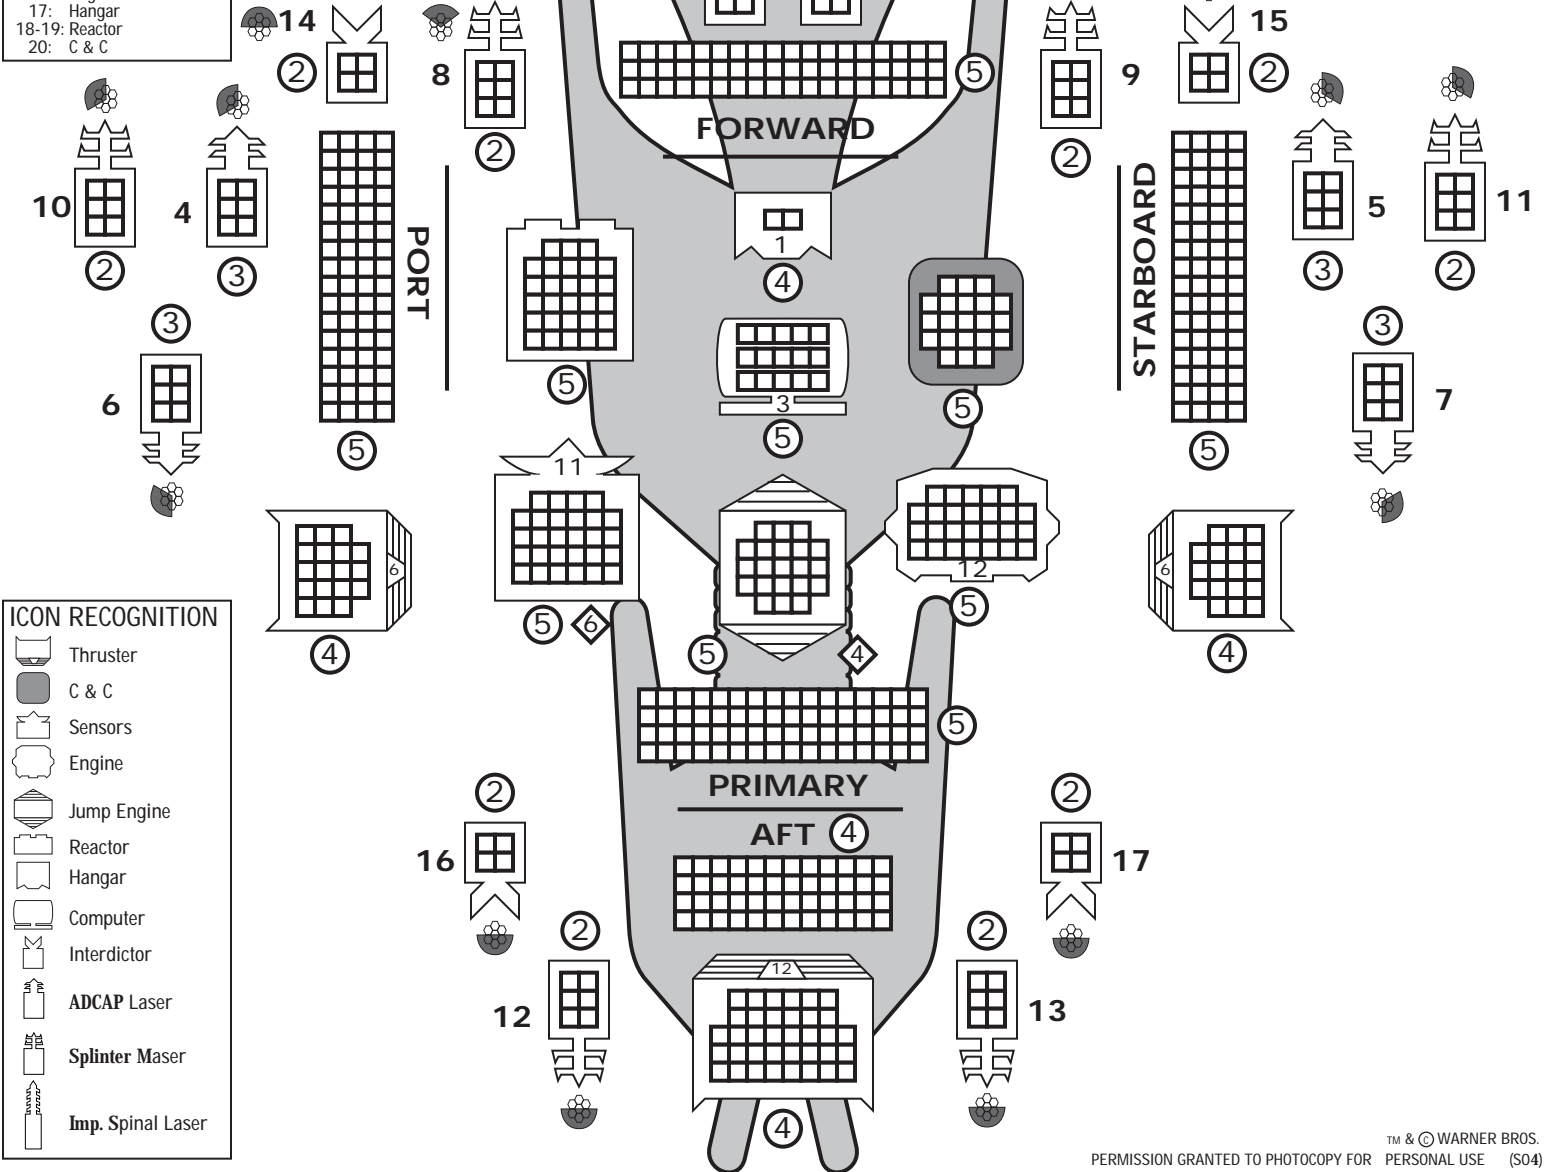 17: Hangar
18-19: Reactor
20: C & C
14
2
8
2
5
9
2
15
2
FORWARD
10
2
4
3
PORT
5
STARBOARD
5
5
3
11
2
1
4
5
5
3
5
3
6
3
7
11
5
6
12
5
5
4
6
4
6
4
5
PRIMARY
AFT
4
2
16
2
17
2
12
2
13
12
4
ICON RECOGNITION
Thruster
C & C
Sensors
Engine
Jump Engine
Reactor
Hangar
Computer
Interdictor
ADCAP Laser
Splinter Maser
Imp. Spinal Laser
TM & © WARNER BROS.
PERMISSION GRANTED TO PHOTOCOPY FOR PERSONAL USE (SO4)